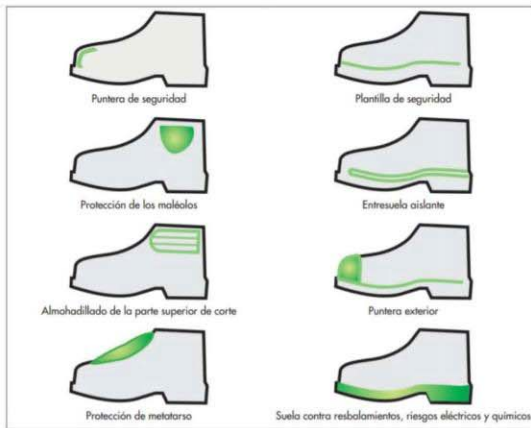 Puntera de seguridad
Plantilla de seguridad
Protección de los maléolos
Entresuela aislante
Almohadillado de la parte superior de corte
Puntera exterior
Protección de metatarso
Suela contra resbalamientos, riesgos eléctricos y químicos